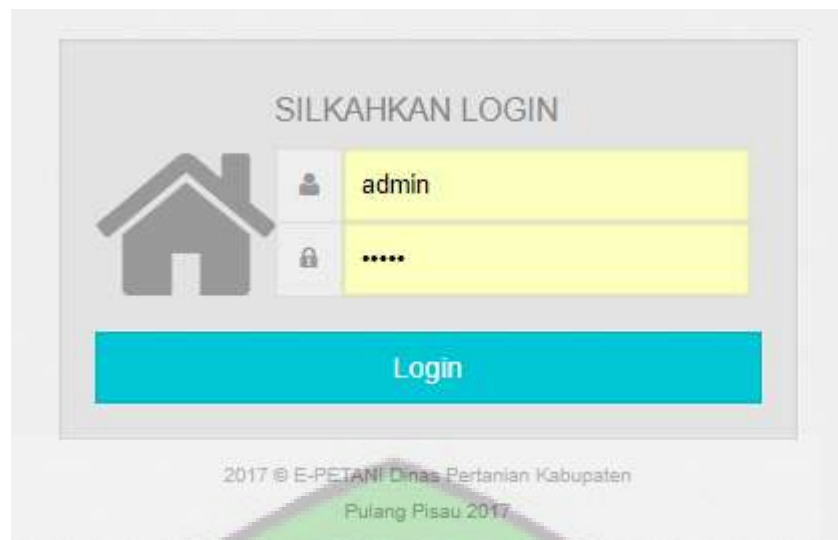 SILKAHKAN LOGIN
admin
•••••
Login
2017 © E-PETANI Dinas Pertanian Kabupaten
Pulang Pisau 2017